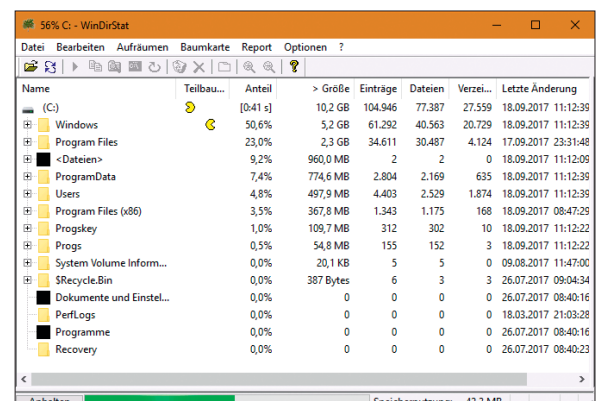 56% C: - WinDirStat
Datei Bearbeiten Aufräumen Baumkarte Report Optionen ?
Name Teilbau... Anteil > Größe Einträge Dateien Verzei... Letzte Änderung
(C:) [0:41 s] 10,2 GB 104.946 77.387 27.559 18.09.2017 11:12:39
Windows 50,6% 5,2 GB 61.292 40.563 20.729 18.09.2017 11:12:39
Program Files 23,0% 2,3 GB 34.611 30.487 4.124 17.09.2017 23:31:48
<Dateien> 9,2% 960,0 MB 2 2 0 18.09.2017 11:12:09
ProgramData 7,4% 774,6 MB 2.804 2.169 635 18.09.2017 11:12:39
Users 4,8% 497,9 MB 4.403 2.529 1.874 18.09.2017 11:12:39
Program Files (x86) 3,5% 367,8 MB 1.343 1.175 168 18.09.2017 08:47:29
Progskey 1,0% 109,7 MB 312 302 10 18.09.2017 11:12:22
Progs 0,5% 54,8 MB 155 152 3 18.09.2017 11:12:22
System Volume Inform... 0,0% 20,1 KB 5 5 0 09.08.2017 11:47:00
$Recycle.Bin 0,0% 387 Bytes 6 3 3 26.07.2017 09:04:34
Dokumente und Einstel... 0,0% 0 0 0 0 26.07.2017 08:40:16
PerfLogs 0,0% 0 0 0 0 18.03.2017 21:03:28
Programme 0,0% 0 0 0 0 26.07.2017 08:40:16
Recovery 0,0% 0 0 0 0 26.07.2017 08:40:23
Anhalten Speichernutzung: 42,3 MB